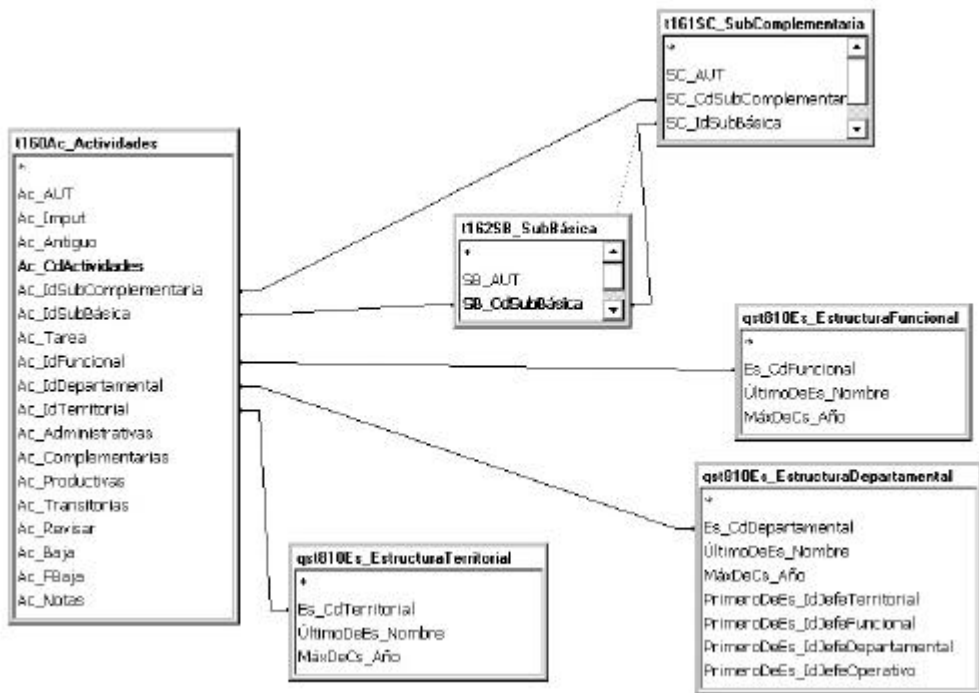 t161SC_SubComplementaria
*
SC_AUT
SC_CdSubComplementar
SC_IdSubBásica
t160Ac_Actividades
*
Ac_AUT
Ac_Imput
Ac_Antiguo
Ac_CdActividades
Ac_IdSubComplementaria
Ac_IdSubBásica
Ac_Tarea
Ac_IdFuncional
Ac_IdDepartamental
Ac_IdTerritorial
Ac_Administrativas
Ac_Complementarias
Ac_Productivas
Ac_Transitorias
Ac_Revisar
Ac_Baja
Ac_FBaja
Ac_Notas
t162SB_SubBásica
*
SB_AUT
SB_CdSubBásica
qst810Es_EstructuraFuncional
*
Es_CdFuncional
ÚltimoDeEs_Nombre
MáxDeCs_Año
qst810Es_EstructuraDepartamental
*
Es_CdDepartamental
ÚltimoDeEs_Nombre
MáxDeCs_Año
PrimeroDeEs_IdJefeTerritorial
PrimeroDeEs_IdJefeFuncional
PrimeroDeEs_IdJefeDepartamental
PrimeroDeEs_IdJefeOperativo
qst810Es_EstructuraTerritorial
*
Es_CdTerritorial
ÚltimoDeEs_Nombre
MáxDeCs_Año